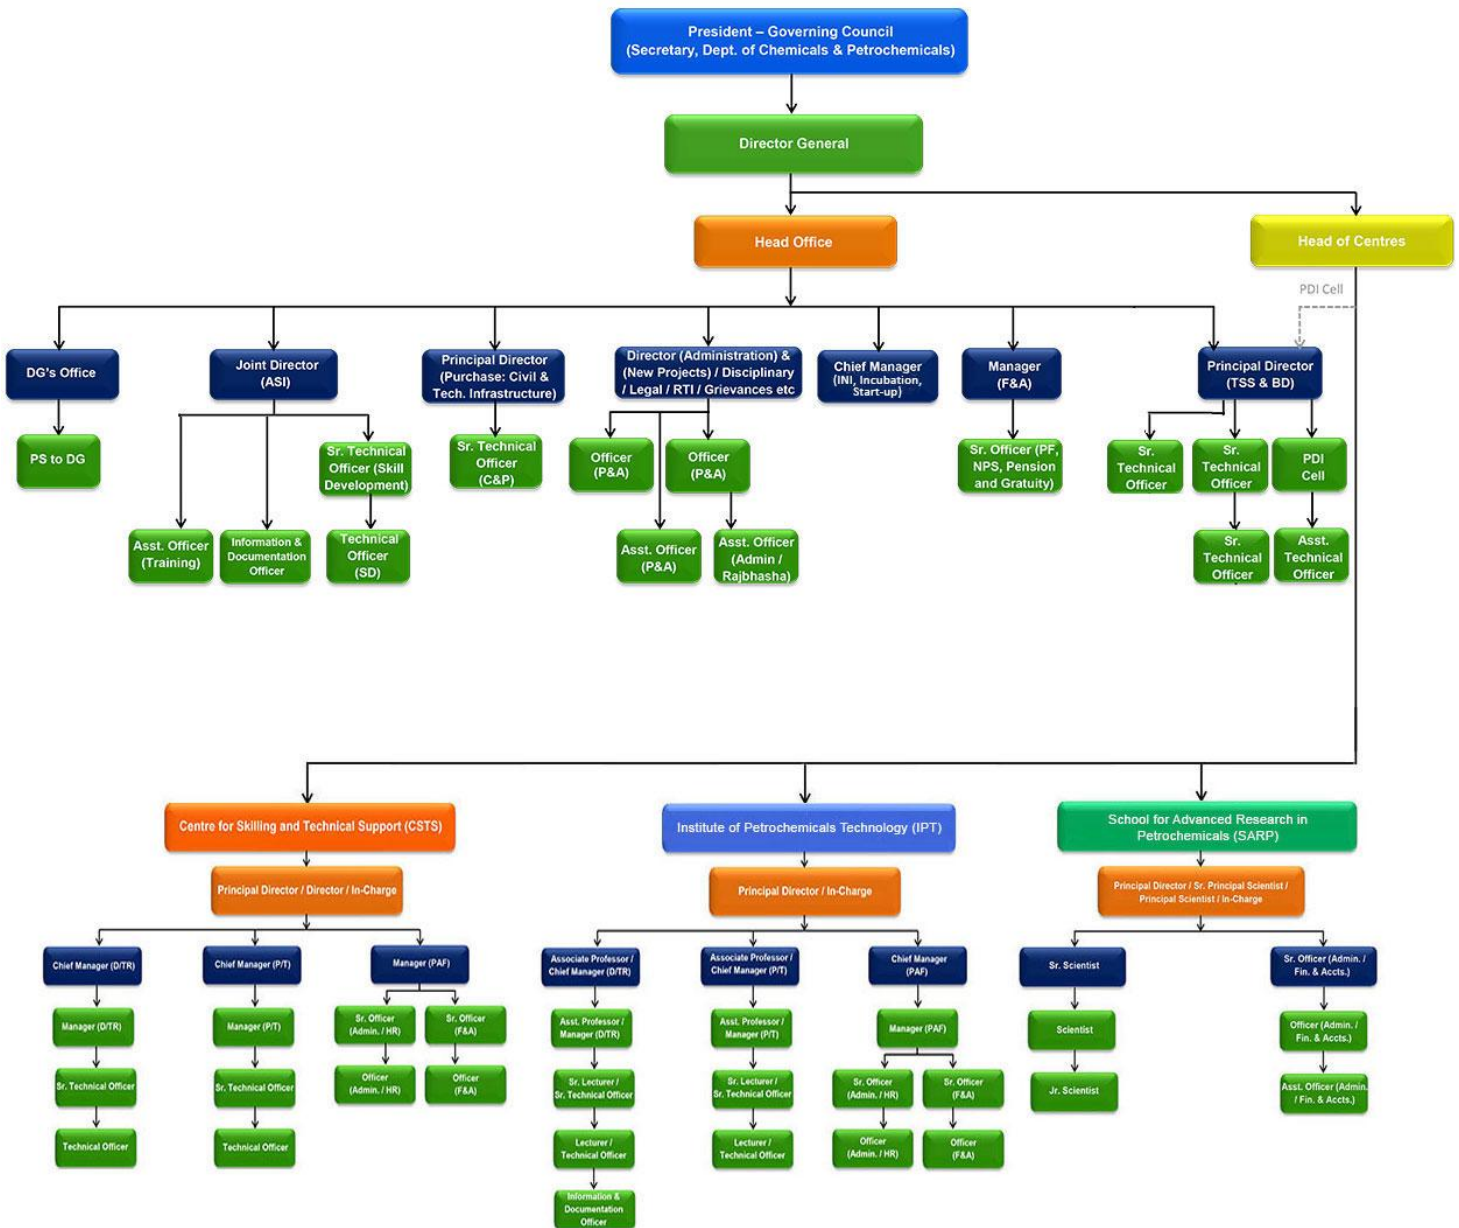 President – Governing Council
(Secretary, Dept. of Chemicals & Petrochemicals)
Director General
Head Office
Head of Centres
PDI Cell
DG's Office
Joint Director
(ASI)
Principal Director
(Purchase: Civil &
Tech. Infrastructure)
Director (Administration) &
(New Projects) / Disciplinary
/ Legal / RTI / Grievances etc
Chief Manager
(INI, Incubation,
Start-up)
Manager
(F&A)
Principal Director
(TSS & BD)
PS to DG
Sr. Technical
Officer (Skill
Development)
Sr. Technical
Officer
(C&P)
Officer
(P&A)
Officer
(P&A)
Sr. Officer (PF,
NPS, Pension
and Gratuity)
Sr.
Technical
Officer
Sr.
Technical
Officer
PDI
Cell
Asst. Officer
(Training)
Information &
Documentation
Officer
Technical
Officer
(SD)
Asst. Officer
(P&A)
Asst. Officer
(Admin /
Rajbhasha)
Sr.
Technical
Officer
Asst.
Technical
Officer
Centre for Skilling and Technical Support (CSTS)
Institute of Petrochemicals Technology (IPT)
School for Advanced Research in
Petrochemicals (SARP)
Principal Director / Director / In-Charge
Principal Director / In-Charge
Principal Director / Sr. Principal Scientist /
Principal Scientist / In-Charge
Chief Manager (D/TR)
Chief Manager (P/T)
Manager (PAF)
Associate Professor /
Chief Manager (D/TR)
Associate Professor /
Chief Manager (P/T)
Chief Manager
(PAF)
Sr. Scientist
Sr. Officer (Admin. /
Fin. & Accts.)
Manager (D/TR)
Manager (P/T)
Sr. Officer
(Admin. / HR)
Sr. Officer
(F&A)
Asst. Professor /
Manager (D/TR)
Asst. Professor /
Manager (P/T)
Manager (PAF)
Scientist
Officer (Admin. /
Fin. & Accts.)
Sr. Technical Officer
Sr. Technical Officer
Officer
(Admin. / HR)
Officer
(F&A)
Sr. Lecturer /
Sr. Technical Officer
Sr. Lecturer /
Sr. Technical Officer
Sr. Officer
(Admin. / HR)
Sr. Officer
(F&A)
Jr. Scientist
Asst. Officer (Admin.
/ Fin. & Accts.)
Technical Officer
Technical Officer
Lecturer /
Technical Officer
Lecturer /
Technical Officer
Officer
(Admin. / HR)
Officer
(F&A)
Information &
Documentation
Officer